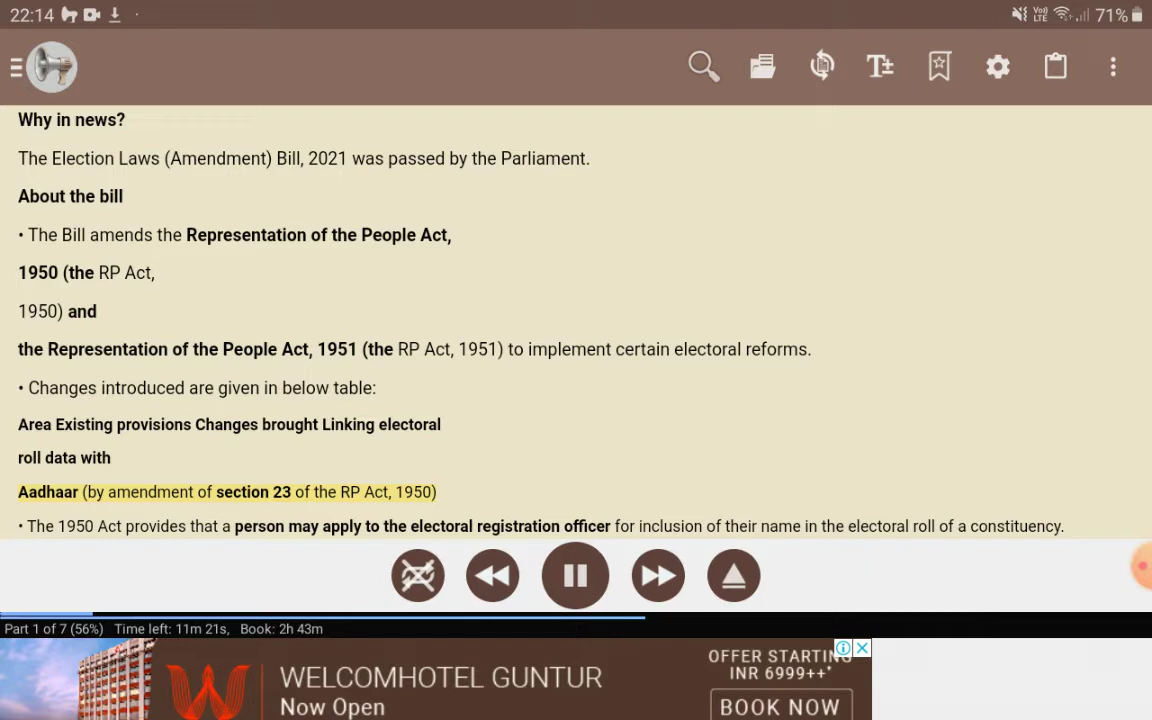 22:14
Vo)) LTE 71%
T±
Why in news?
The Election Laws (Amendment) Bill, 2021 was passed by the Parliament.
About the bill
• The Bill amends the Representation of the People Act,
1950 (the RP Act,
1950) and
the Representation of the People Act, 1951 (the RP Act, 1951) to implement certain electoral reforms.
• Changes introduced are given in below table:
Area Existing provisions Changes brought Linking electoral
roll data with
Aadhaar (by amendment of section 23 of the RP Act, 1950)
• The 1950 Act provides that a person may apply to the electoral registration officer for inclusion of their name in the electoral roll of a constituency.
Part 1 of 7 (56%) Time left: 11m 21s, Book: 2h 43m
WELCOMHOTEL GUNTUR
Now Open
OFFER STARTING
INR 6999++*
BOOK NOW